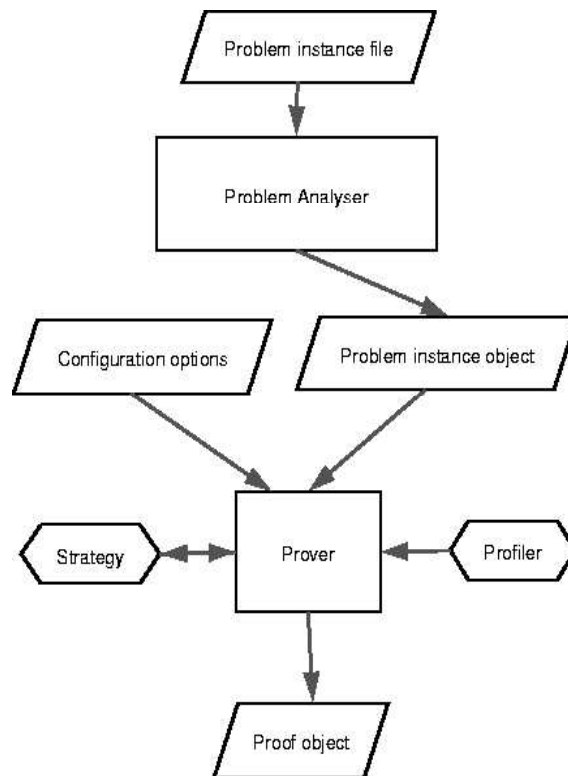 Problem instance file
Problem Analyser
Configuration options
Problem instance object
Strategy
Prover
Profiler
Proof object